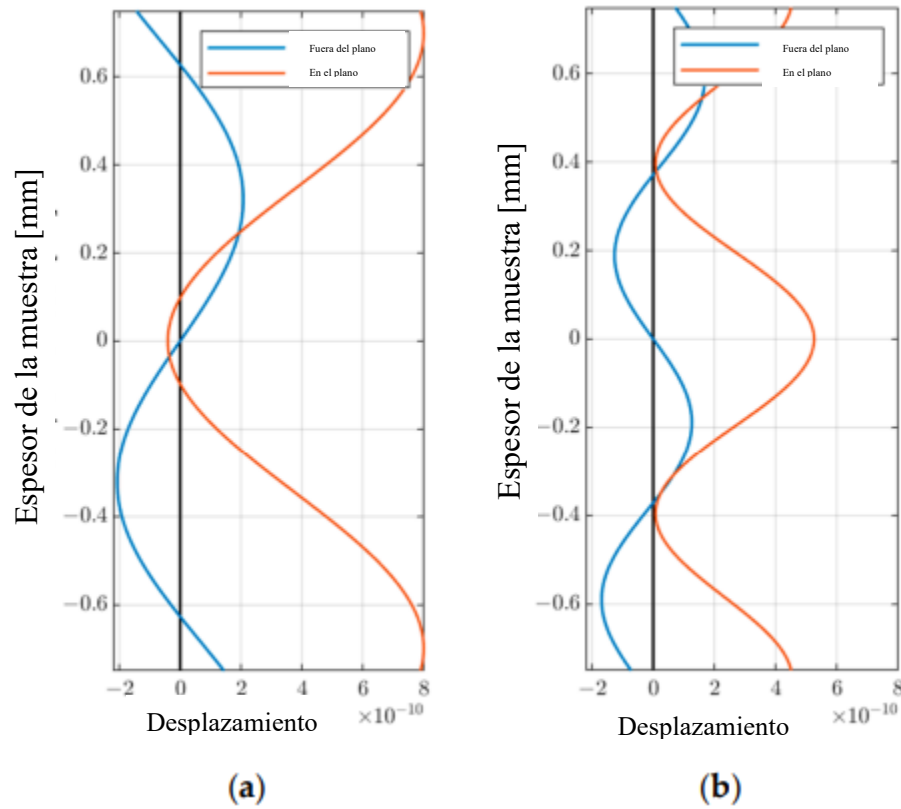 Fuera del plano
En el plano
Espesor de la muestra [mm]
0.6
0.4
0.2
0
−0.2
−0.4
−0.6
−2 0 2 4 6 8
×10⁻¹⁰
Desplazamiento
(a)
Fuera del plano
En el plano
Espesor de la muestra [mm]
0.6
0.4
0.2
0
−0.2
−0.4
−0.6
−2 0 2 4 6 8
×10⁻¹⁰
Desplazamiento
(b)